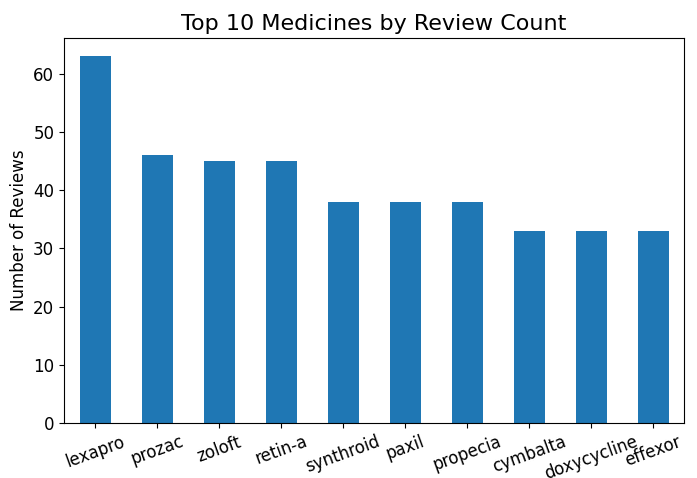 Top 10 Medicines by Review Count
Number of Reviews
60
50
40
30
20
10
0
lexapro
prozac
zoloft
retin-a
synthroid
paxil
propecia
cymbalta
doxycycline
effexor